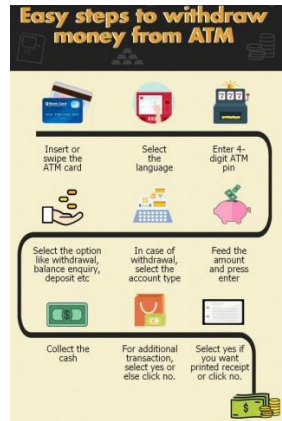 Easy steps to withdraw
money from ATM
Insert or
swipe the
ATM card
Select
the
language
Enter 4-
digit ATM
pin
Select the option
like withdrawal,
balance enquiry,
deposit etc
In case of
withdrawal,
select the
account type
Feed the
amount
and press
enter
Collect the
cash
For additional
transaction,
select yes or
else click no.
Select yes if
you want
printed receipt
or click no.